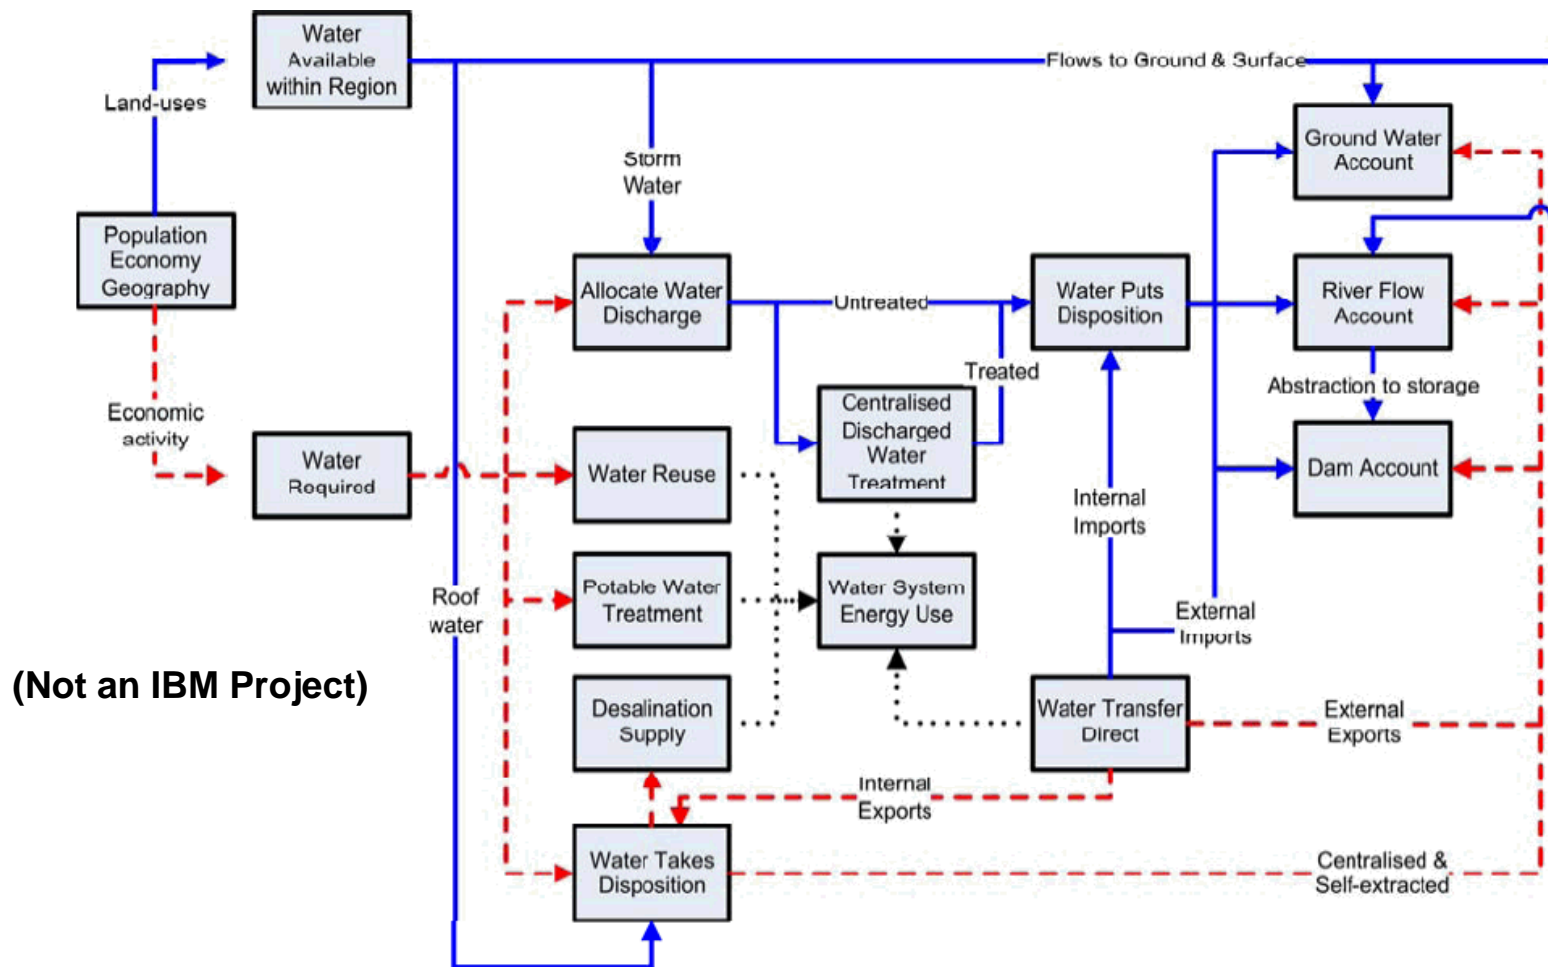 Water
Available
within Region
Flows to Ground & Surface
Land-uses
Ground Water
Account
Storm
Water
Population
Economy
Geography
Allocate Water
Discharge
Untreated
Water Puts
Disposition
River Flow
Account
Treated
Abstraction to storage
Economic
activity
Centralised
Discharged
Water
Treatment
Water
Required
Water Reuse
Dam Account
Internal
Imports
Roof
water
Potable Water
Treatment
Water System
Energy Use
External
Imports
(Not an IBM Project)
Desalination
Supply
Water Transfer
Direct
External
Exports
Internal
Exports
Water Takes
Disposition
Centralised &
Self-extracted